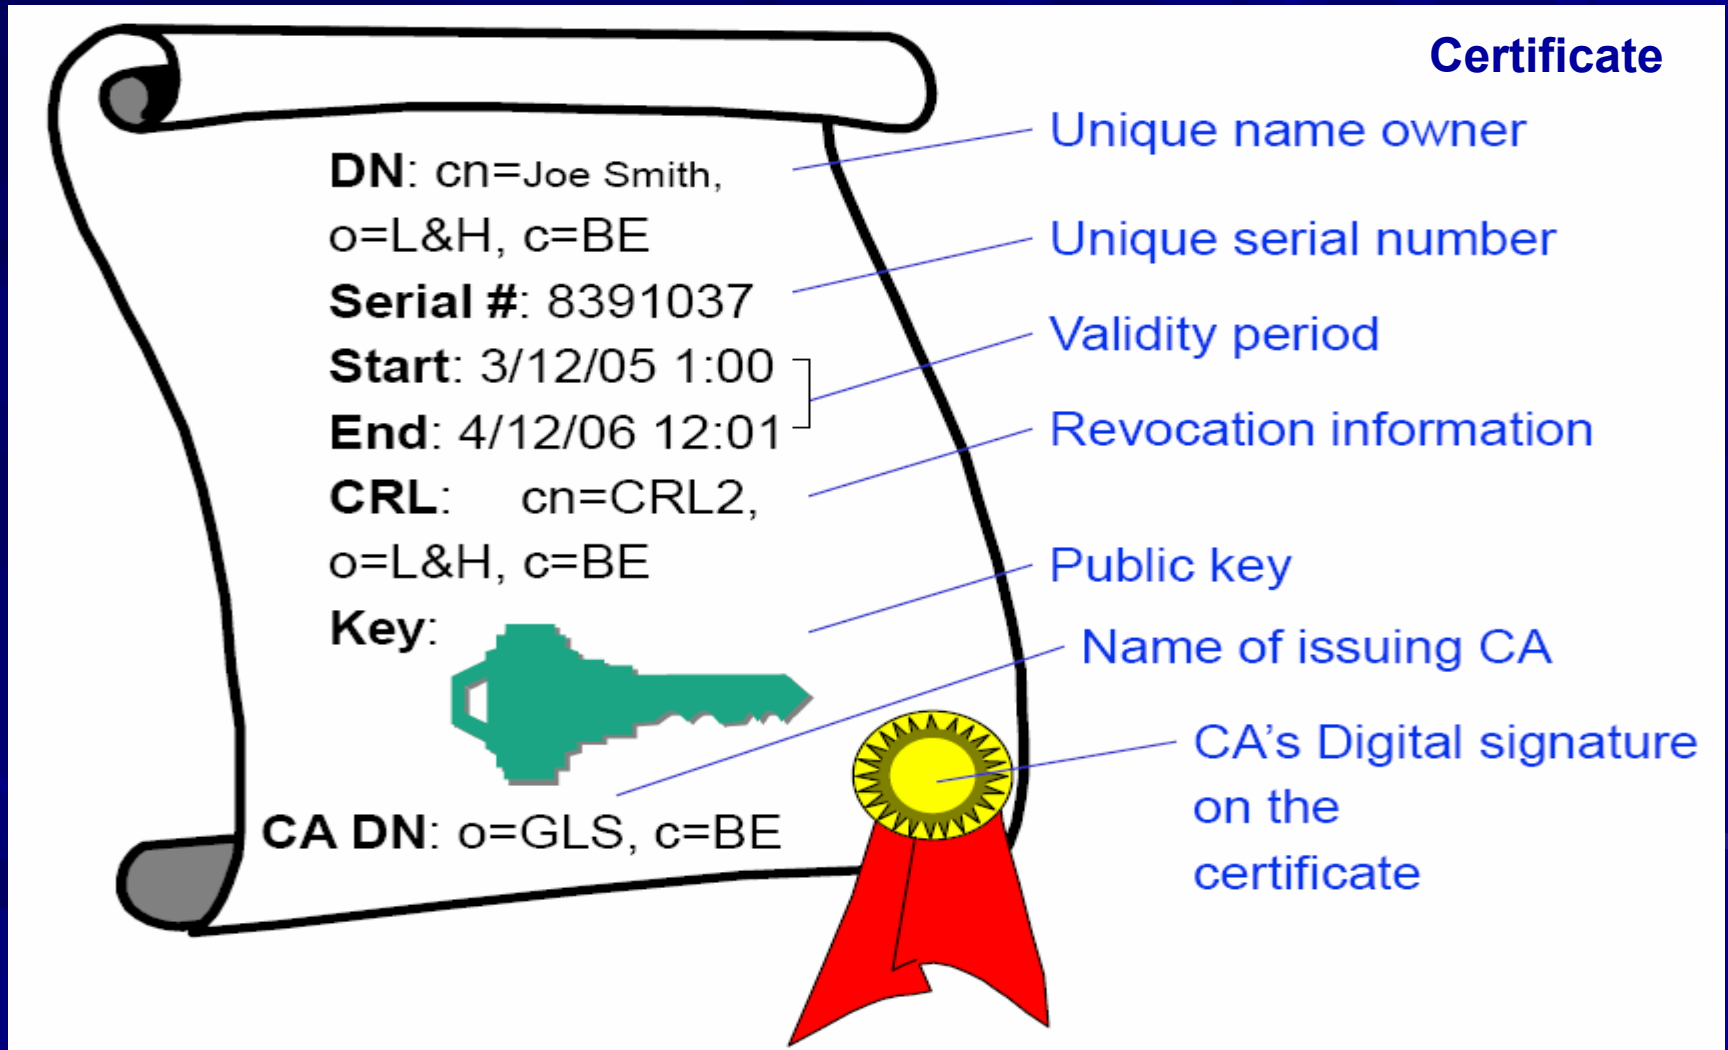 Certificate
DN: cn=Joe Smith,
o=L&H, c=BE
Serial #: 8391037
Start: 3/12/05 1:00
End: 4/12/06 12:01
CRL: cn=CRL2,
o=L&H, c=BE
Key:
CA DN: o=GLS, c=BE
Unique name owner
Unique serial number
Validity period
Revocation information
Public key
Name of issuing CA
CA’s Digital signature
on the
certificate